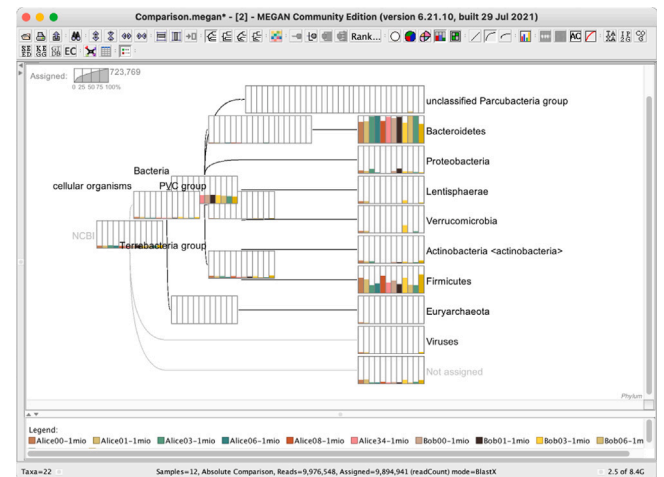 Comparison.megan* - [2] - MEGAN Community Edition (version 6.21.10, built 29 Jul 2021)
Rank...
EC
Assigned: 723,769
0 25 50 75 100%
unclassified Parcubacteria group
Bacteroidetes
Proteobacteria
Bacteria
cellular organisms
PVC group
Lentisphaerae
Verrucomicrobia
NCBI
Terrabacteria group
Actinobacteria <actinobacteria>
Firmicutes
Euryarchaeota
Viruses
Not assigned
Phylum
Legend:
Alice00-1mio Alice01-1mio Alice03-1mio Alice06-1mio Alice08-1mio Alice34-1mio Bob00-1mio Bob01-1mio Bob03-1mio Bob06-1m
Taxa=22 Samples=12, Absolute Comparison, Reads=9,976,548, Assigned=9,894,941 (readCount) mode=BlastX 2.5 of 8.4G